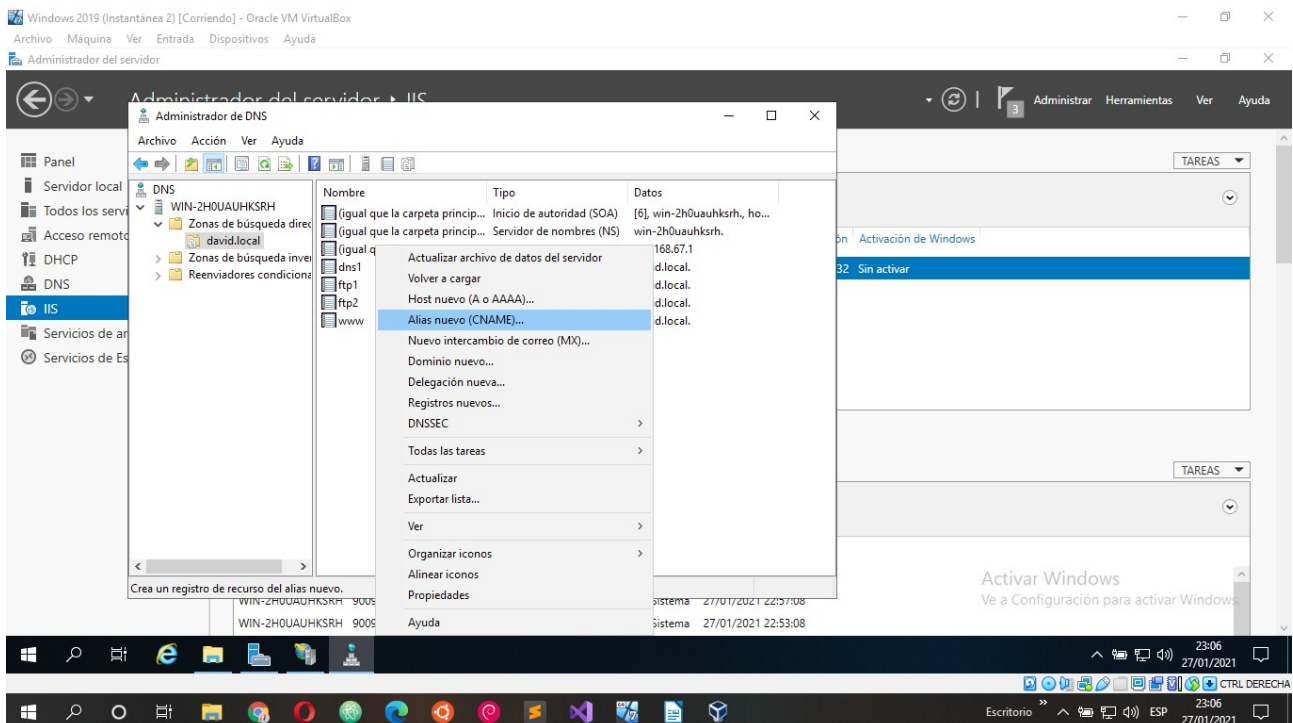 Windows 2019 (Instantánea 2) [Corriendo] - Oracle VM VirtualBox
Archivo Máquina Ver Entrada Dispositivos Ayuda
Administrador del servidor
Administrador del servidor ▸ IIS
3 Administrar Herramientas Ver Ayuda
Administrador de DNS
Archivo Acción Ver Ayuda
Panel
Servidor local
Todos los servi
Acceso remoto
DHCP
DNS
IIS
Servicios de ar
Servicios de Es
DNS
WIN-2H0UAUHKSRH
Zonas de búsqueda direc
david.local
Zonas de búsqueda inver
Reenviadores condiciona
Nombre Tipo Datos
(igual que la carpeta princip... Inicio de autoridad (SOA) [6], win-2h0uauhksrh., ho...
(igual que la carpeta princip... Servidor de nombres (NS) win-2h0uauhksrh.
(igual q 168.67.1
dns1 d.local.
ftp1 d.local.
ftp2 d.local.
www d.local.
Actualizar archivo de datos del servidor
Volver a cargar
Host nuevo (A o AAAA)...
Alias nuevo (CNAME)...
Nuevo intercambio de correo (MX)...
Dominio nuevo...
Delegación nueva...
Registros nuevos...
DNSSEC
Todas las tareas
Actualizar
Exportar lista...
Ver
Organizar iconos
Alinear iconos
Propiedades
Ayuda
Crea un registro de recurso del alias nuevo.
TAREAS
ón Activación de Windows
32 Sin activar
TAREAS
WIN-2H0UAUHKSRH 9009 Sistema 27/01/2021 22:57:08
WIN-2H0UAUHKSRH 9009 Sistema 27/01/2021 22:53:08
Activar Windows
Ve a Configuración para activar Windows.
23:06
27/01/2021
CTRL DERECHA
Escritorio ESP 23:06
27/01/2021